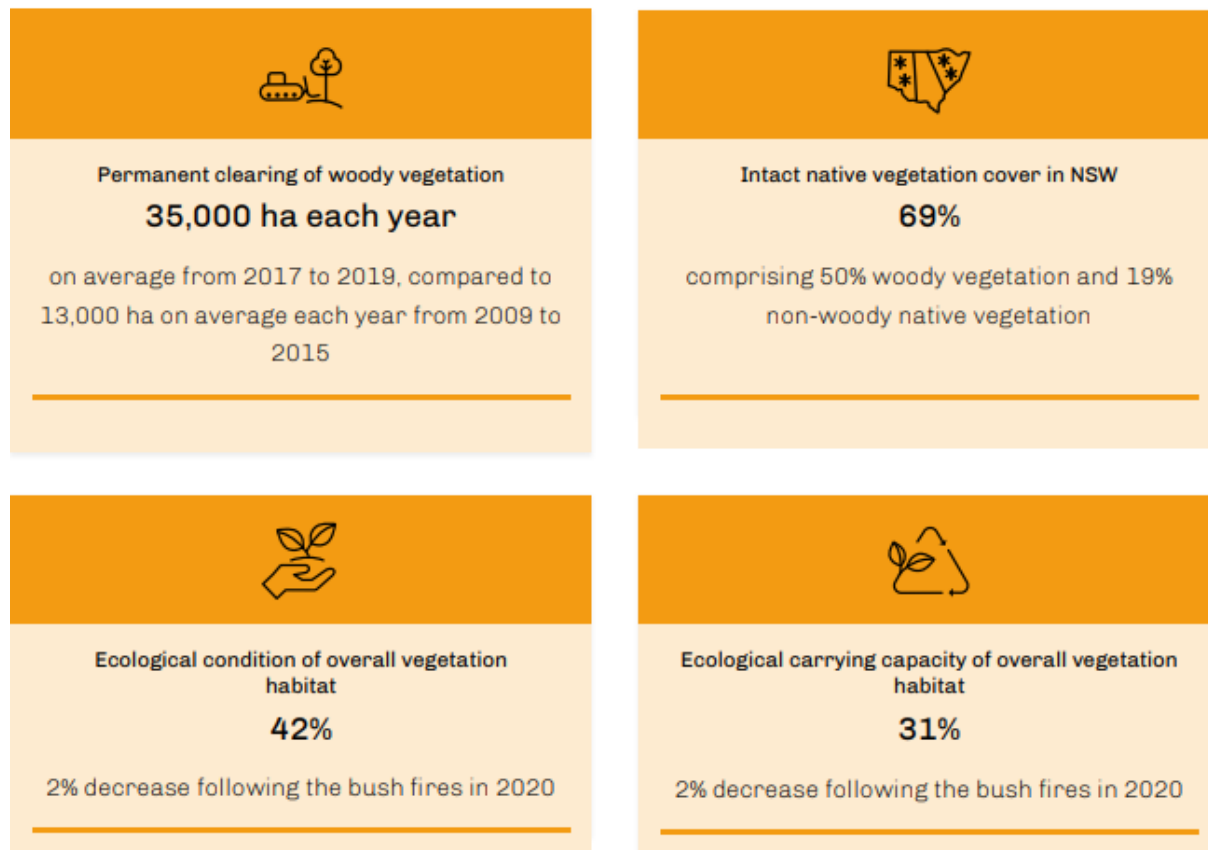 Permanent clearing of woody vegetation
35,000 ha each year
on average from 2017 to 2019, compared to
13,000 ha on average each year from 2009 to
2015
Intact native vegetation cover in NSW
69%
comprising 50% woody vegetation and 19%
non-woody native vegetation
Ecological condition of overall vegetation
habitat
42%
2% decrease following the bush fires in 2020
Ecological carrying capacity of overall vegetation
habitat
31%
2% decrease following the bush fires in 2020